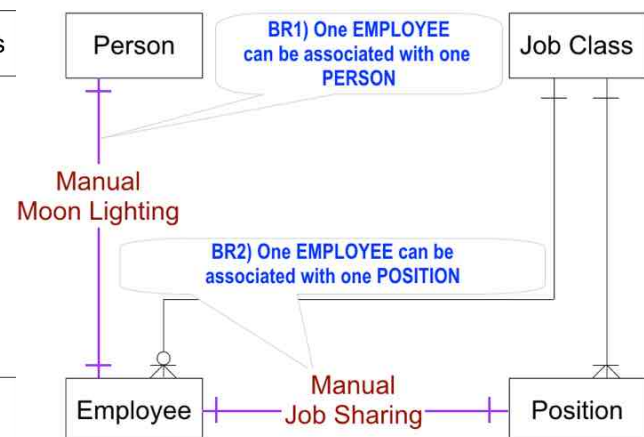 s
Person
BR1) One EMPLOYEE
can be associated with one
PERSON
Job Class
Manual
Moon Lighting
BR2) One EMPLOYEE can be
associated with one POSITION
Employee
Manual
Job Sharing
Position